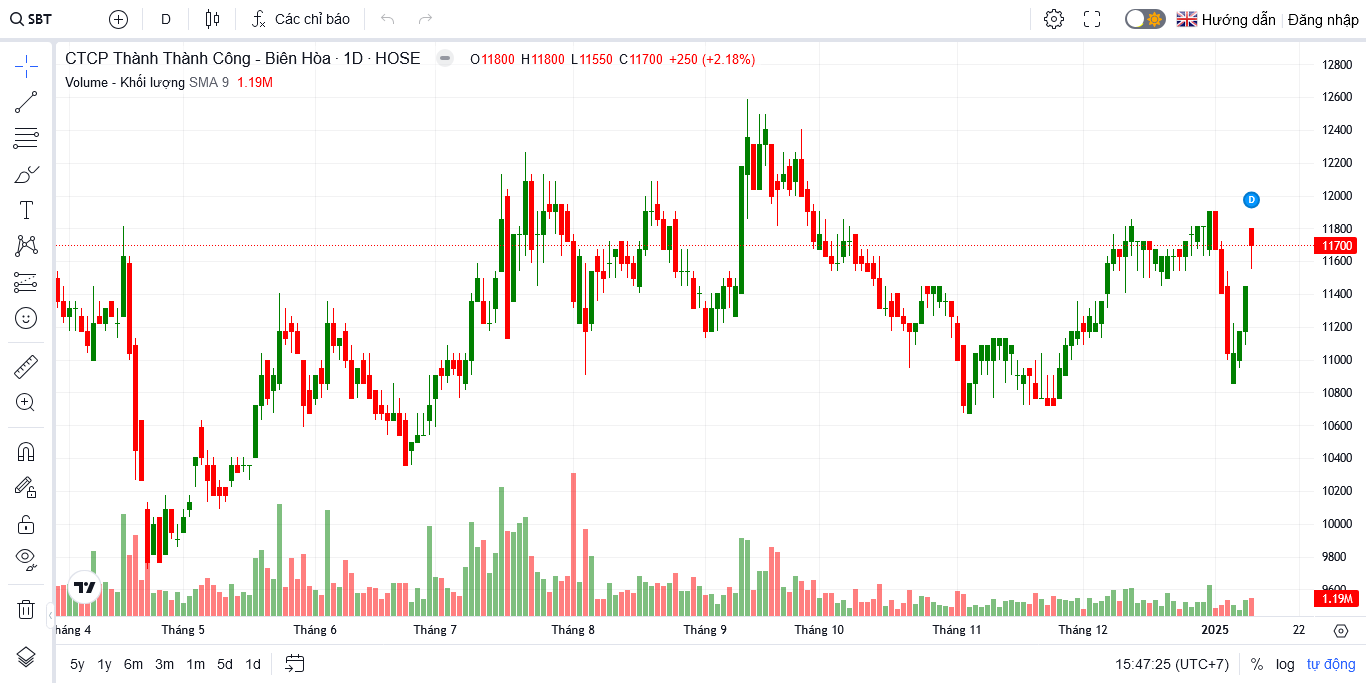 SBT D Các chỉ báo Hướng dẫn Đăng nhập
CTCP Thành Thành Công - Biên Hòa · 1D · HOSE O11800 H11800 L11550 C11700 +250 (+2.18%)
Volume - Khối lượng SMA 9 1.19M
12800
12600
12400
12200
12000
D
11800
11700
11600
11400
11200
11000
10800
10600
10400
10200
10000
9800
9600
1.19M
háng 4 Tháng 5 Tháng 6 Tháng 7 Tháng 8 Tháng 9 Tháng 10 Tháng 11 Tháng 12 2025 22
5y 1y 6m 3m 1m 5d 1d 15:47:25 (UTC+7) % log tự động